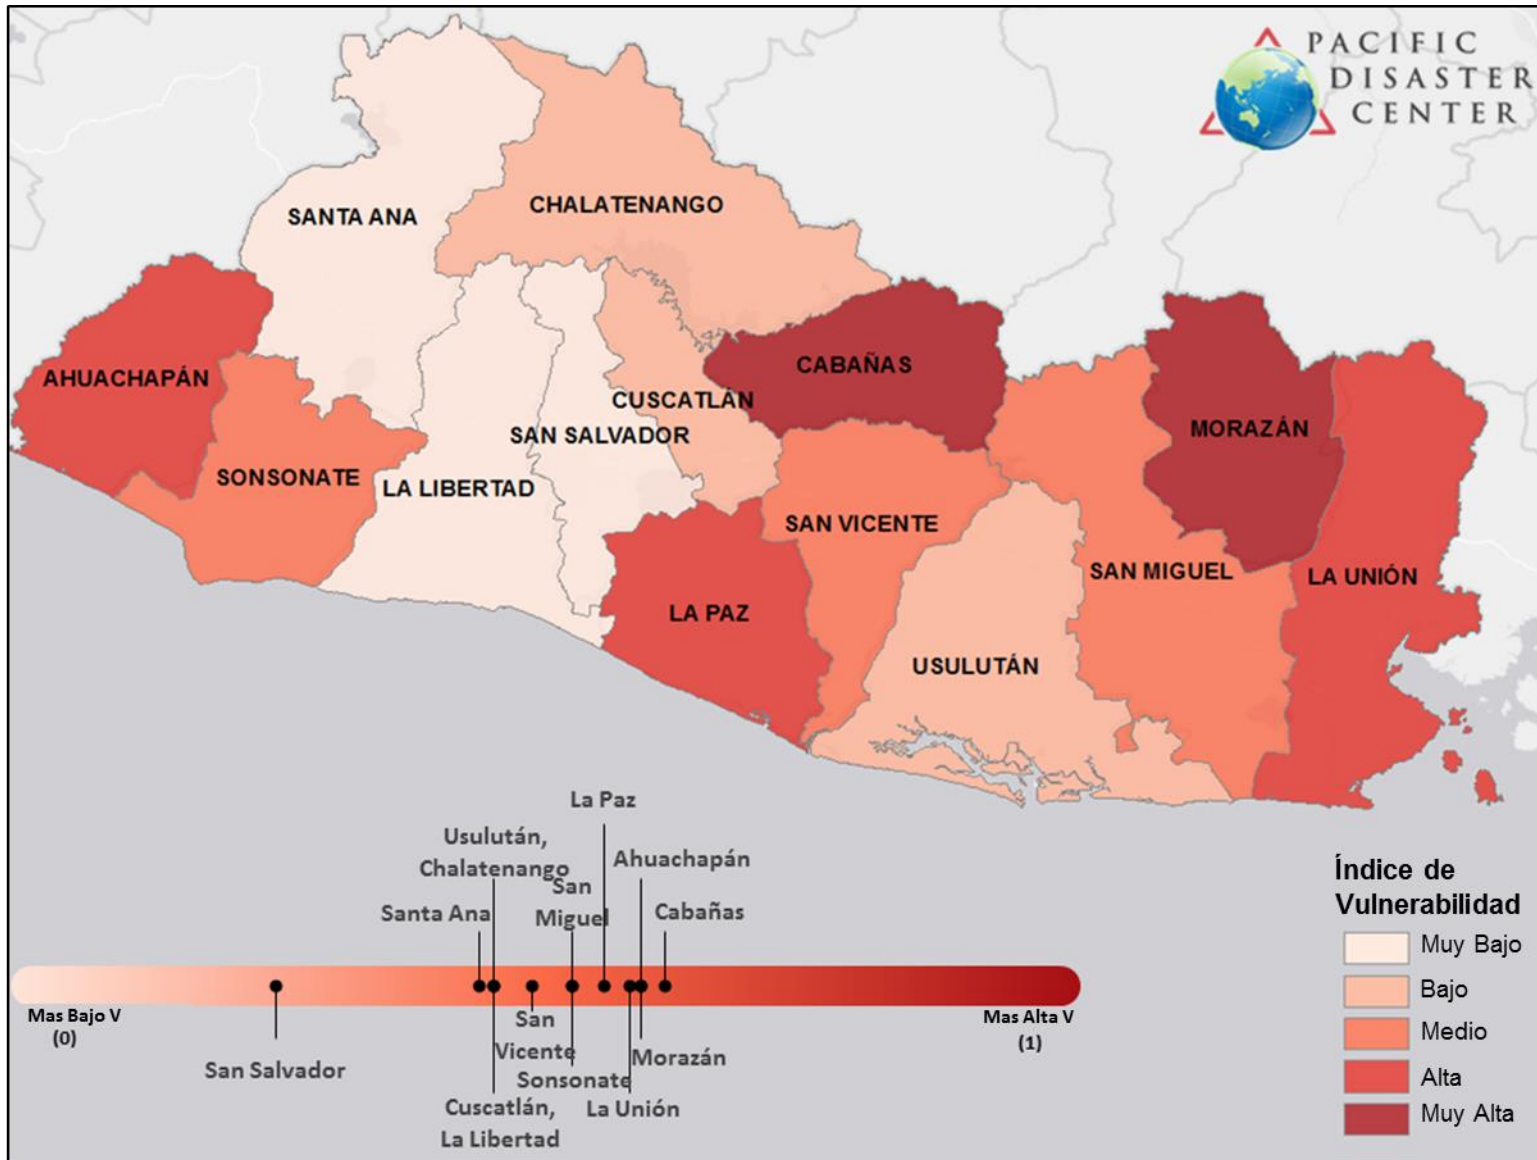 PACIFIC
DISASTER
CENTER
SANTA ANA
CHALATENANGO
AHUACHAPÁN
CABAÑAS
CUSCATLÁN
MORAZÁN
SAN SALVADOR
SONSONATE
LA LIBERTAD
SAN VICENTE
SAN MIGUEL
LA UNIÓN
LA PAZ
USULUTÁN
La Paz
Usulután,
Chalatenango
Ahuachapán
San
Miguel
Santa Ana
Cabañas
Mas Bajo V
(0)
Mas Alta V
(1)
San Salvador
San
Vicente
Morazán
Sonsonate
Cuscatlán,
La Libertad
La Unión
Índice de
Vulnerabilidad
Muy Bajo
Bajo
Medio
Alta
Muy Alta